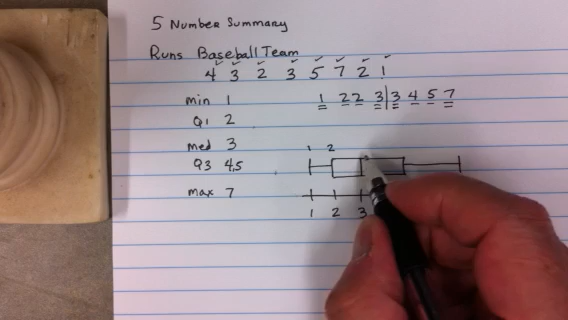 5 Number Summary
Runs Baseball Team
4 3 2 3 5 7 2 1
min 1
1 2 2 3 3 4 5 7
Q1 2
med 3
Q3 4,5
max 7
1 2
1 2 3